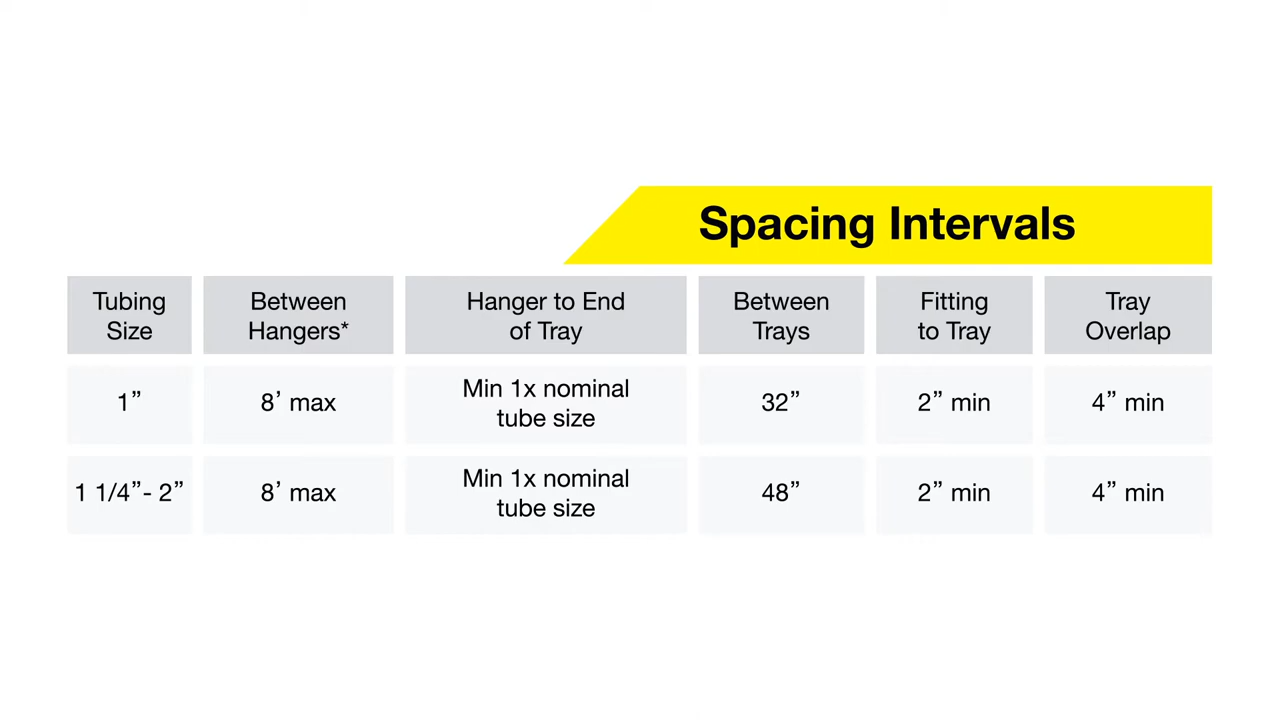 Spacing Intervals
Tubing
Size
Between
Hangers*
Hanger to End
of Tray
Between
Trays
Fitting
to Tray
Tray
Overlap
1”
8’ max
Min 1x nominal
tube size
32”
2” min
4” min
1 1/4”- 2”
8’ max
Min 1x nominal
tube size
48”
2” min
4” min